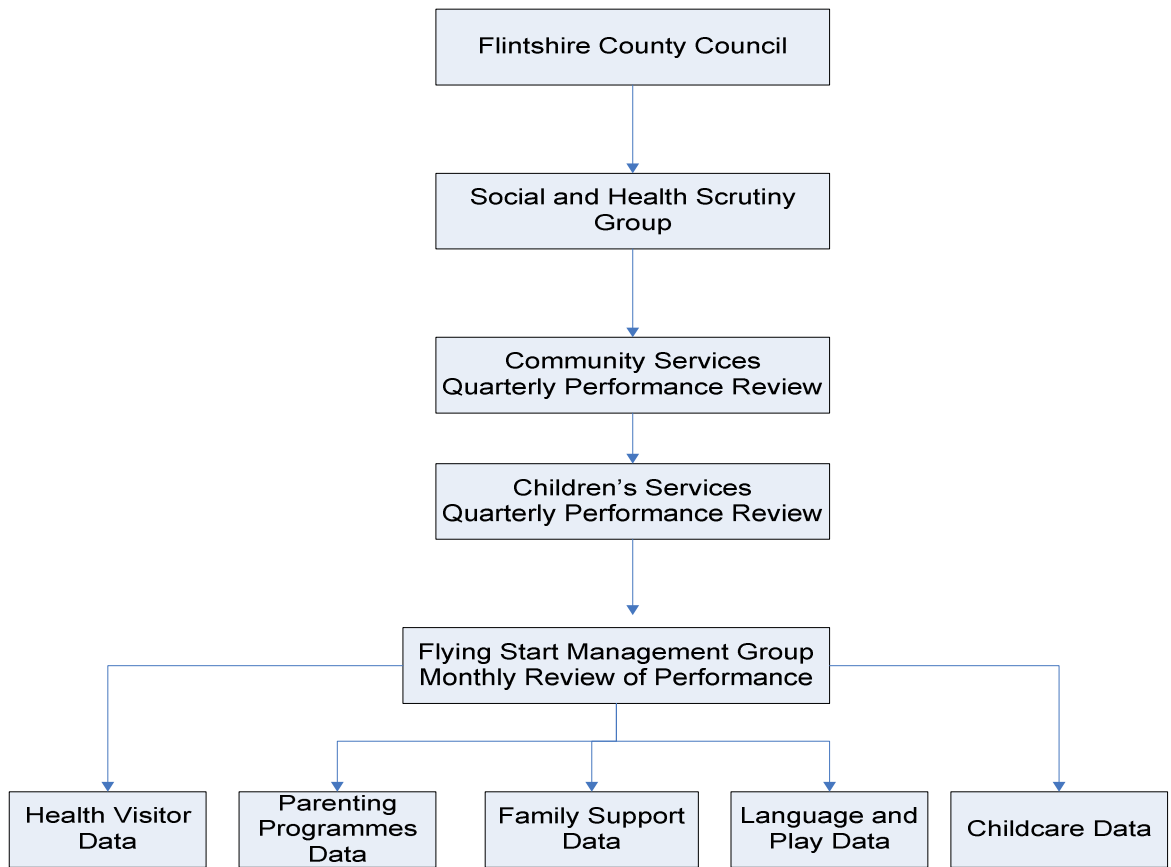 Flintshire County Council
Social and Health Scrutiny
Group
Community Services
Quarterly Performance Review
Children’s Services
Quarterly Performance Review
Flying Start Management Group
Monthly Review of Performance
Health Visitor
Data
Parenting
Programmes
Data
Family Support
Data
Language and
Play Data
Childcare Data